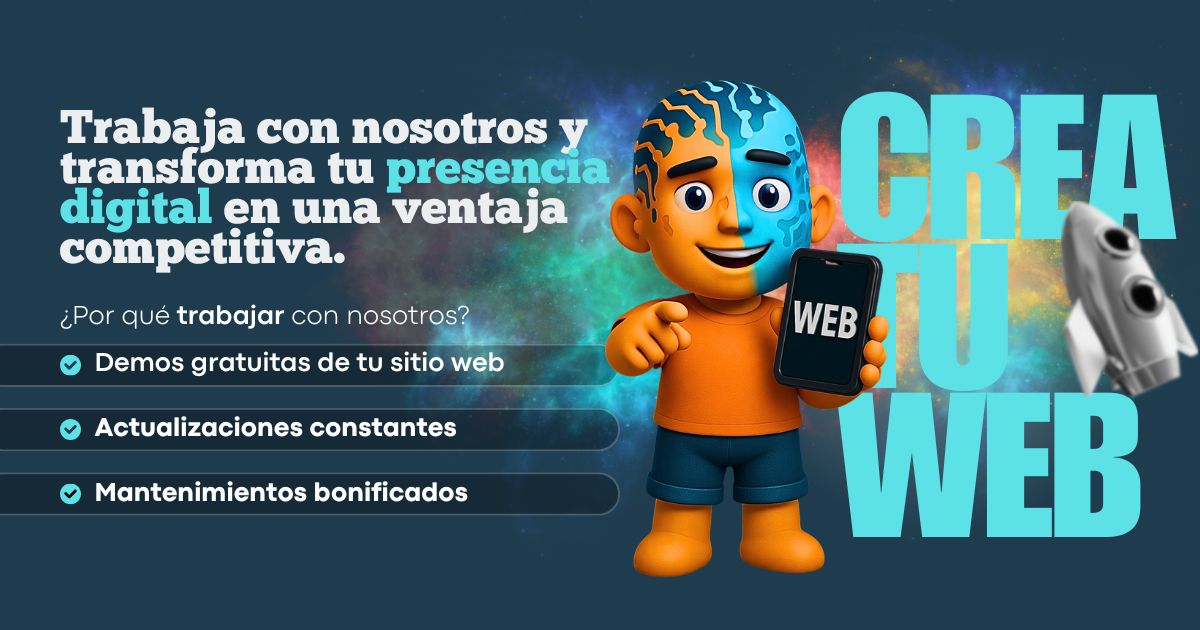 Trabaja con nosotros y
transforma tu presencia
digital en una ventaja
competitiva.
¿Por qué trabajar con nosotros?
Demos gratuitas de tu sitio web
Actualizaciones constantes
Mantenimientos bonificados
WEB
CREA
TU
WEB